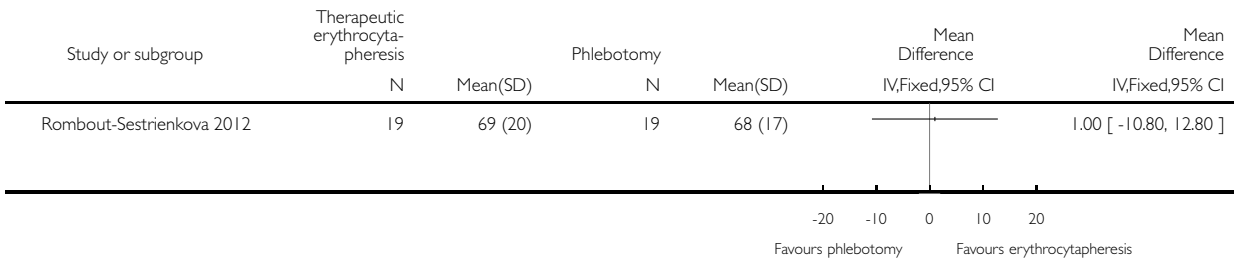 Study or subgroup
Therapeutic
erythrocyta-
pheresis
Phlebotomy
Mean
Difference
Mean
Difference
N Mean(SD) N Mean(SD) IV,Fixed,95% CI IV,Fixed,95% CI
Rombout-Sestrienkova 2012 19 69 (20) 19 68 (17) 1.00 [ -10.80, 12.80 ]
-20 -10 0 10 20
Favours phlebotomy Favours erythrocytapheresis